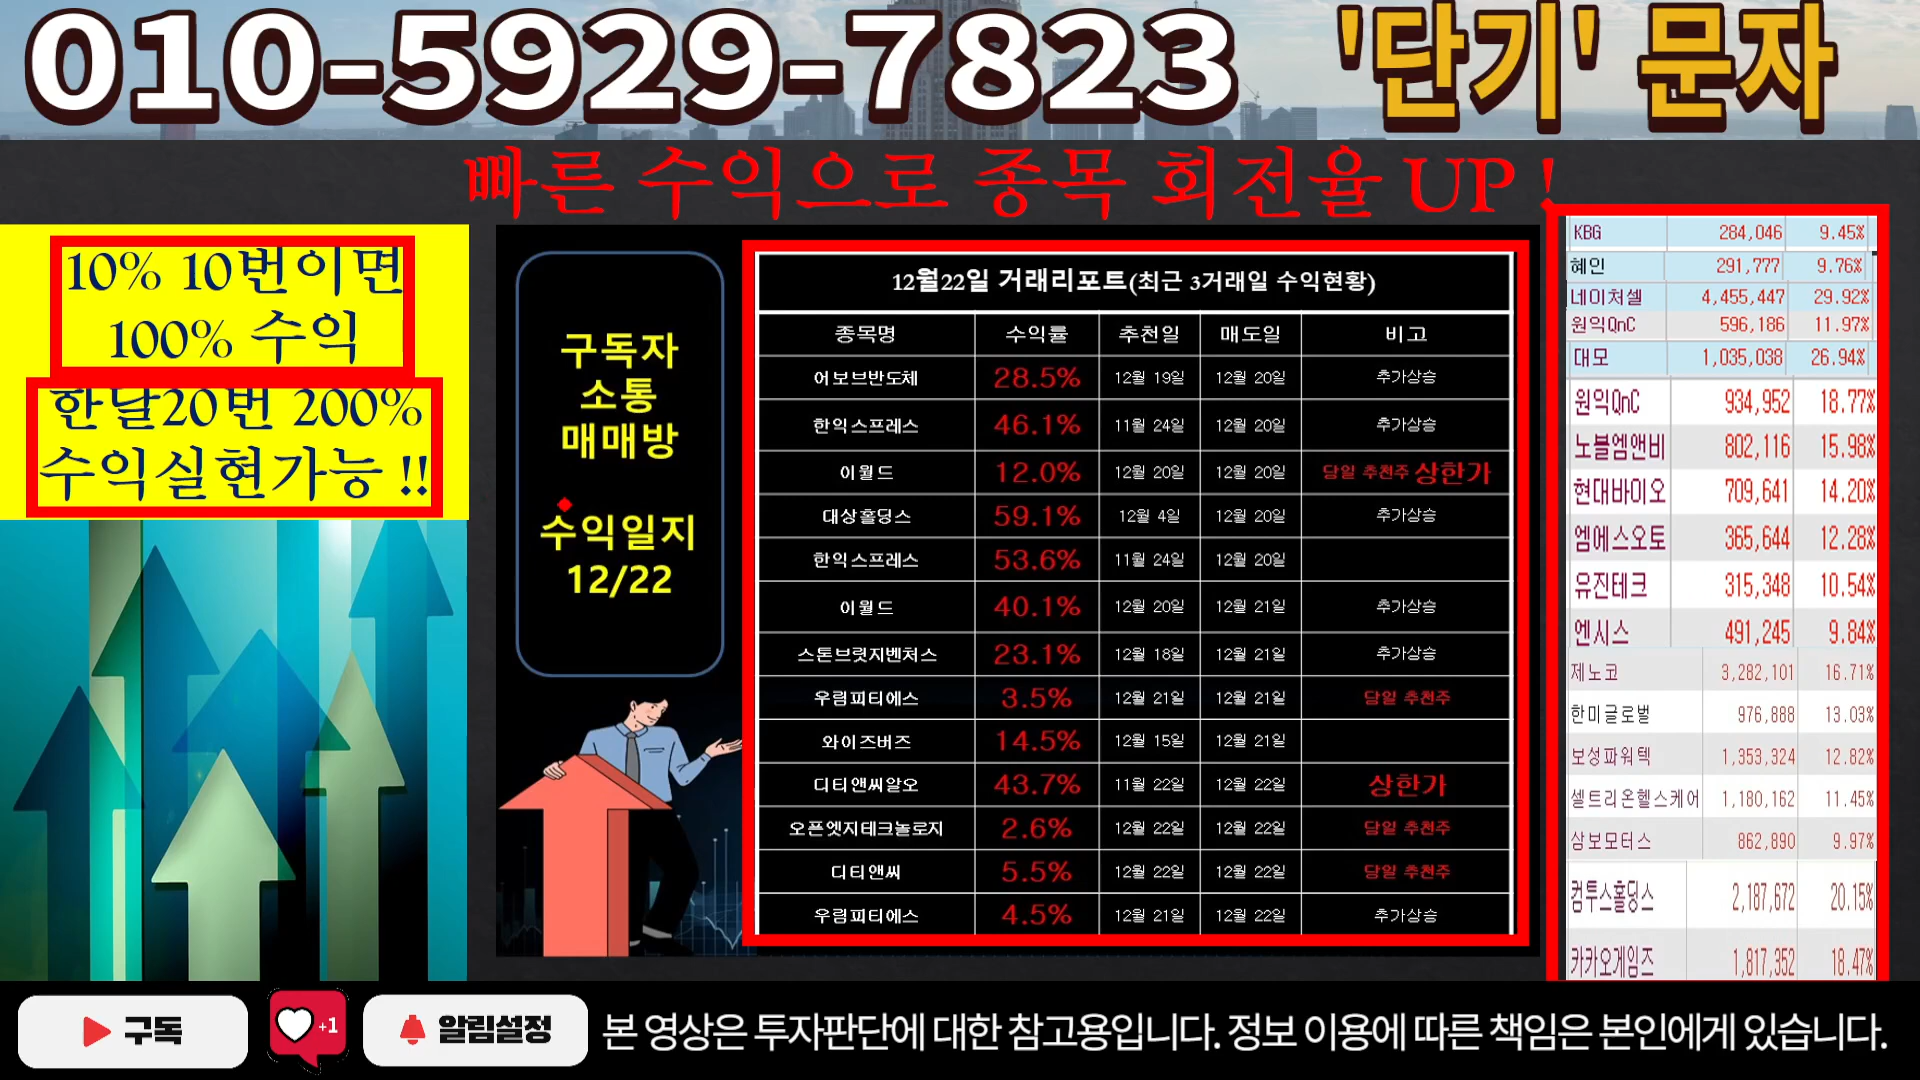 010-5929-7823 '단기' 문자
빠른 수익으로 종목 회전율 UP !
10% 10번이면
100% 수익
한달20번 200%
수익실현가능 !!
구독자
소통
매매방
수익일지
12/22
12월22일 거래리포트(최근 3거래일 수익현황)
종목명 수익률 추천일 매도일 비고
어보브반도체 28.5% 12월 19일 12월 20일 추가상승
한익스프레스 46.1% 11월 24일 12월 20일 추가상승
이월드 12.0% 12월 20일 12월 20일 당일 추천주 상한가
대상홀딩스 59.1% 12월 4일 12월 20일 추가상승
한익스프레스 53.6% 11월 24일 12월 20일
이월드 40.1% 12월 20일 12월 21일 추가상승
스톤브릿지벤처스 23.1% 12월 18일 12월 21일 추가상승
우림피티에스 3.5% 12월 21일 12월 21일 당일 추천주
와이즈버즈 14.5% 12월 15일 12월 21일
디티앤씨알오 43.7% 11월 22일 12월 22일 상한가
오픈엣지테크놀로지 2.6% 12월 22일 12월 22일 당일 추천주
디티앤씨 5.5% 12월 22일 12월 22일 당일 추천주
우림피티에스 4.5% 12월 21일 12월 22일 추가상승
KBG 284,046 9.45%
혜인 291,777 9.76%
네이처셀 4,455,447 29.92%
원익QnC 596,186 11.97%
대모 1,035,038 26.94%
원익QnC 934,952 18.77%
노블엠앤비 802,116 15.98%
현대바이오 709,641 14.20%
엠에스오토 365,644 12.28%
유진테크 315,348 10.54%
엔시스 491,245 9.84%
제노코 3,282,101 16.71%
한미글로벌 976,888 13.03%
보성파워텍 1,353,324 12.82%
셀트리온헬스케어 1,180,162 11.45%
삼보모터스 862,890 9.97%
컴투스홀딩스 2,187,672 20.15%
카카오게임즈 1,817,352 18.47%
구독 +1 알림설정 본 영상은 투자판단에 대한 참고용입니다. 정보 이용에 따른 책임은 본인에게 있습니다.